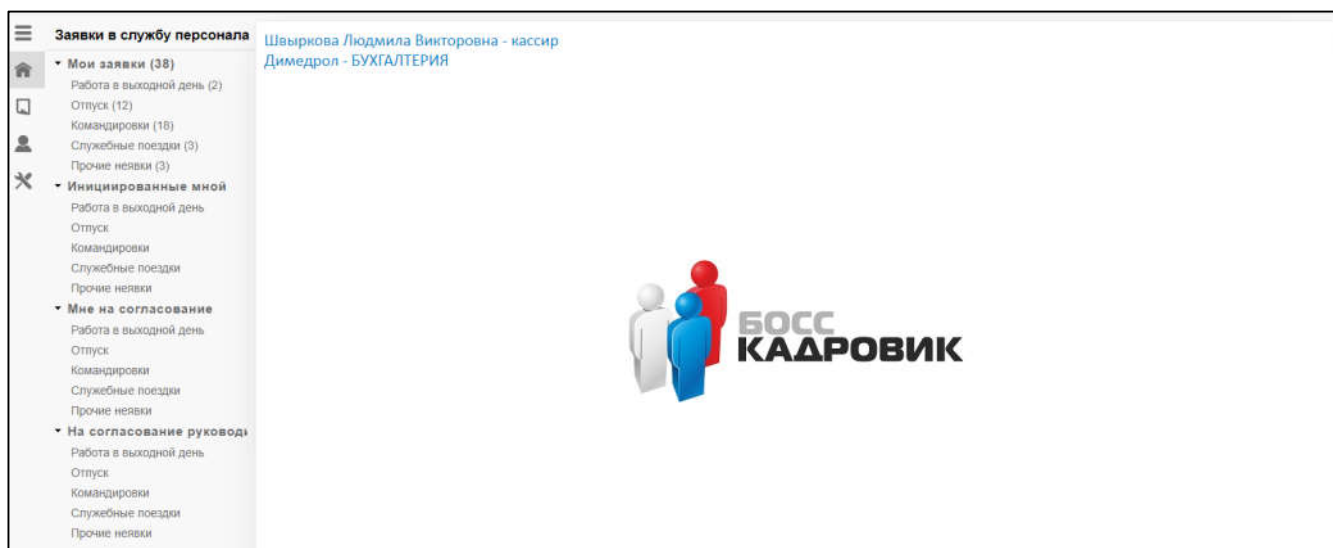 Заявки в службу персонала
Мои заявки (38)
Работа в выходной день (2)
Отпуск (12)
Командировки (18)
Служебные поездки (3)
Прочие неявки (3)
Инициированные мной
Работа в выходной день
Отпуск
Командировки
Служебные поездки
Прочие неявки
Мне на согласование
Работа в выходной день
Отпуск
Командировки
Служебные поездки
Прочие неявки
На согласование руководи
Работа в выходной день
Отпуск
Командировки
Служебные поездки
Прочие неявки
Швыркова Людмила Викторовна - кассир
Димедрол - БУХГАЛТЕРИЯ
БОСС
КАДРОВИК